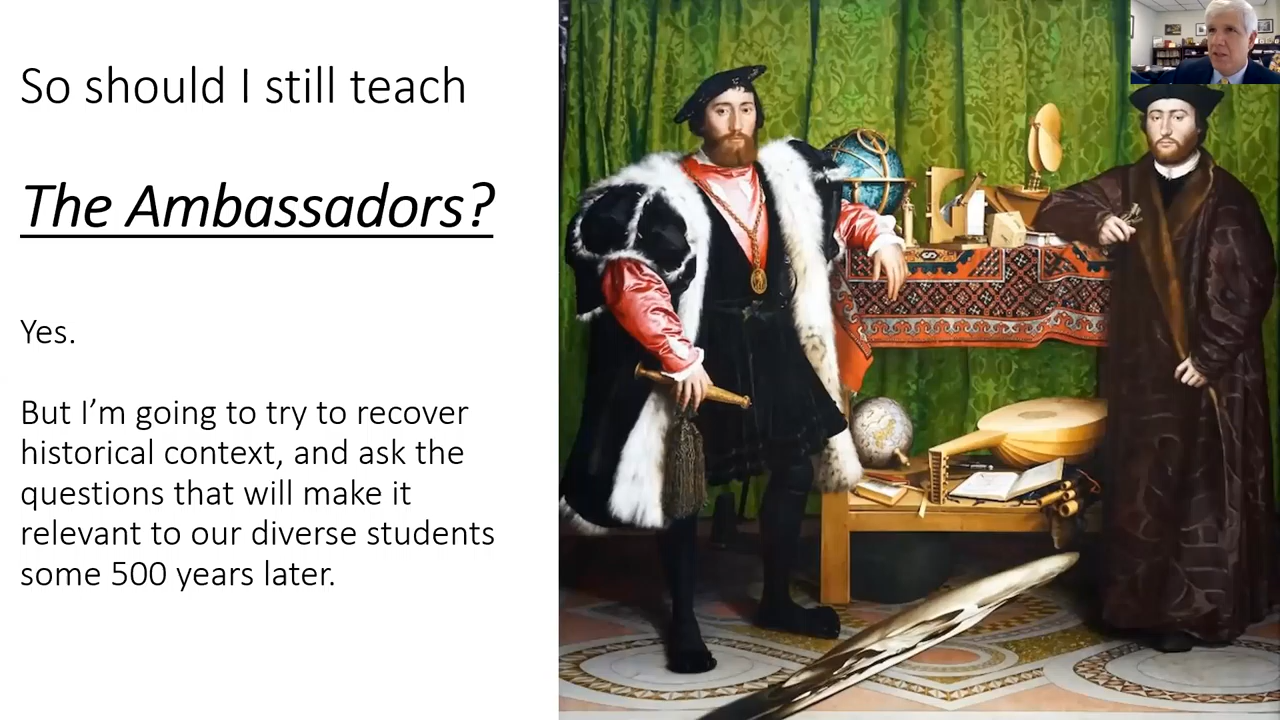 So should I still teach
The Ambassadors?
Yes.
But I’m going to try to recover
historical context, and ask the
questions that will make it
relevant to our diverse students
some 500 years later.